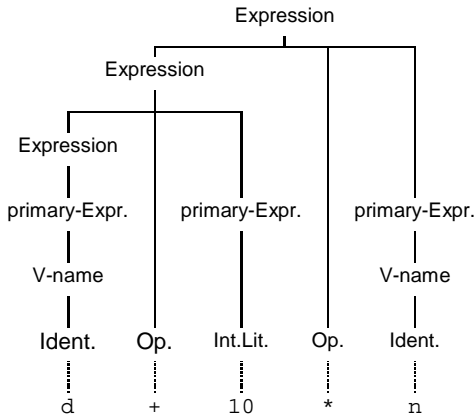 Expression
Expression
Expression
primary-Expr. primary-Expr. primary-Expr.
V-name V-name
Ident. Op. Int.Lit. Op. Ident.
d + 10 * n